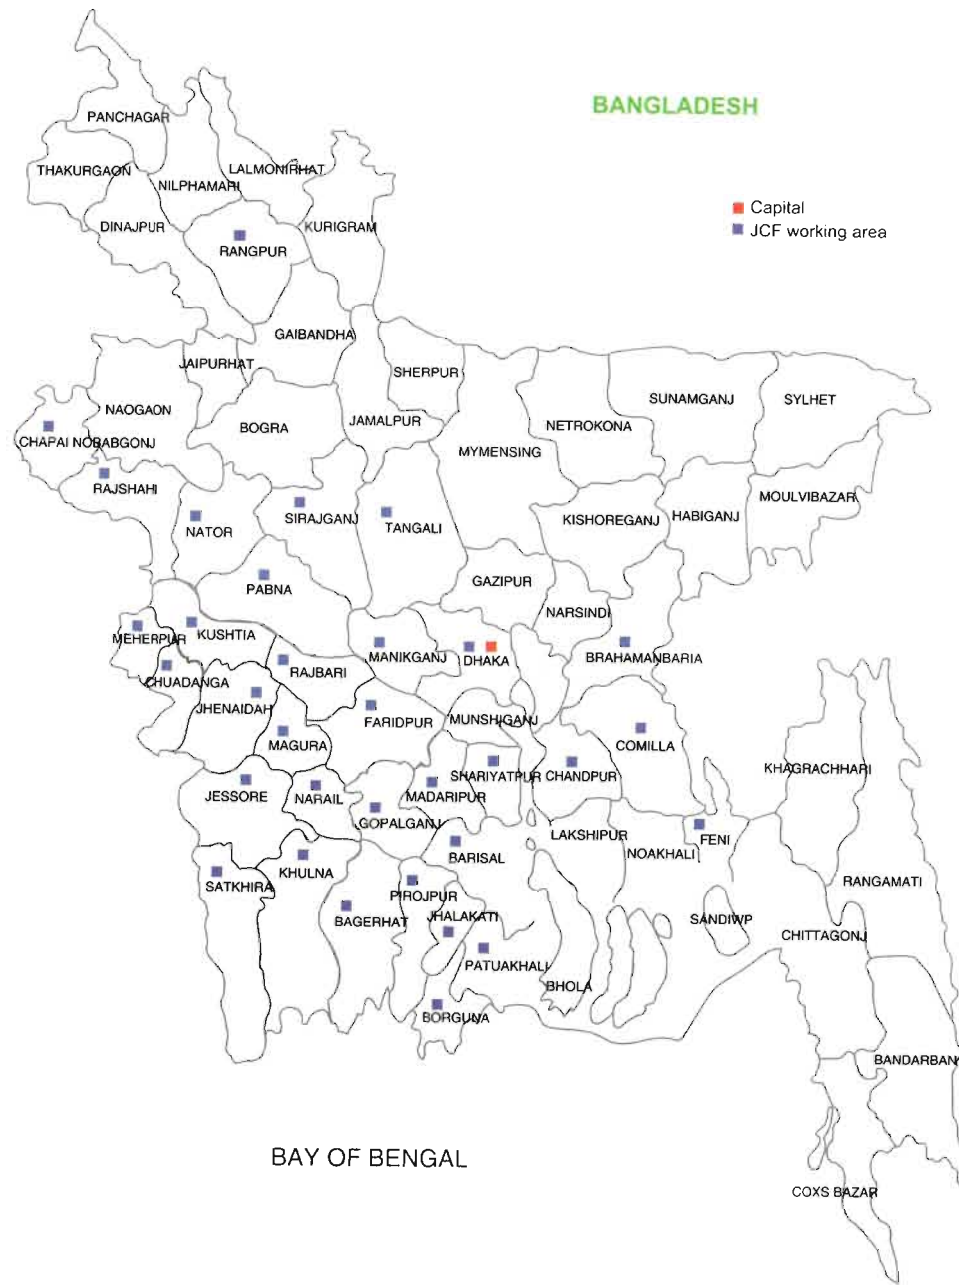 BANGLADESH
PANCHAGAR
THAKURGAON
LALMONIRHAT
NILPHAMARI
DINAJPUR
KURIGRAM
Capital
JCF working area
RANGPUR
GAIBANDHA
JAIPURHAT
SHERPUR
NAOGAON
BOGRA
JAMALPUR
SUNAMGANJ
SYLHET
NETROKONA
CHAPAI NOBABGONJ
MYMENSING
RAJSHAHI
MOULVIBAZAR
NATOR
SIRAJGANJ
TANGALI
KISHOREGANJ
HABIGANJ
PABNA
GAZIPUR
NARSINDI
MEHERPUR
KUSHTIA
MANIKGANJ
DHAKA
BRAHAMANBARIA
CHUADANGA
RAJBARI
JHENAIDAH
FARIDPUR
MUNSHIGANJ
MAGURA
COMILLA
KHAGRACHHARI
SHARIYATPUR
CHANDPUR
JESSORE
NARAIL
MADARIPUR
GOPALGANJ
LAKSHIPUR
FENI
NOAKHALI
BARISAL
KHULNA
SATKHIRA
RANGAMATI
PIROJPUR
BAGERHAT
JHALAKATI
SANDIWP
CHITTAGONJ
PATUAKHALI
BHOLA
BORGUNA
BANDARBAN
BAY OF BENGAL
COXS BAZAR